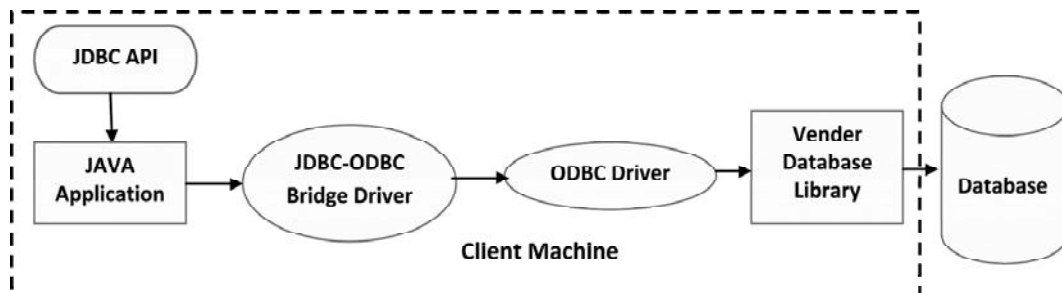 JDBC API
JAVA
Application
JDBC-ODBC
Bridge Driver
ODBC Driver
Vender
Database
Library
Database
Client Machine